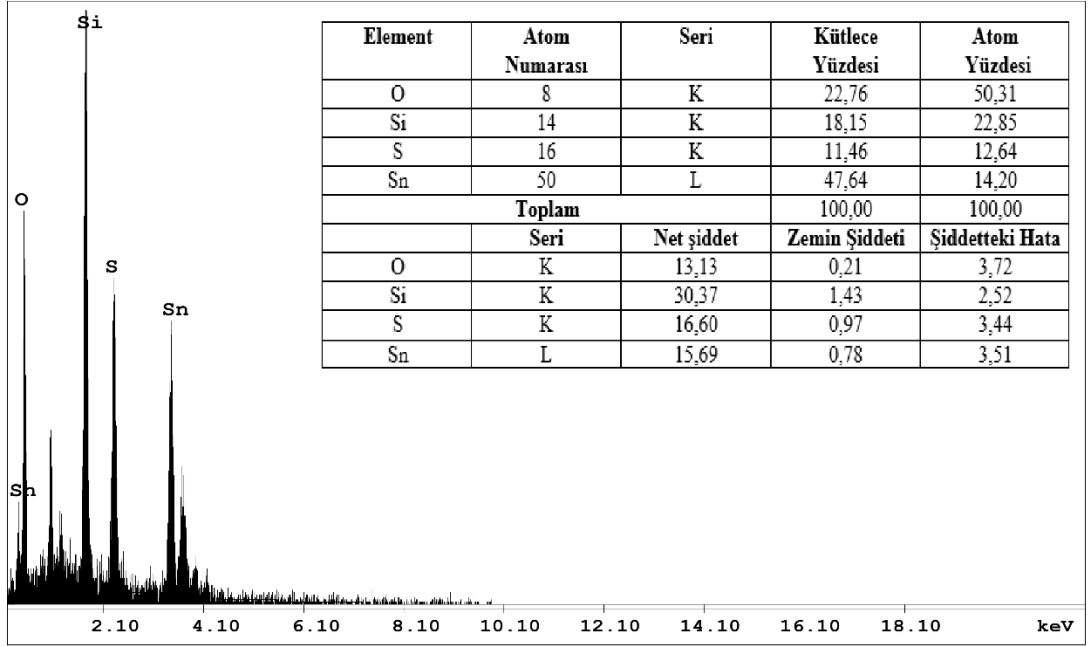 Si
O
S
Sn
Sn
Element Atom Numarası Seri Kütlece Yüzdesi Atom Yüzdesi
O 8 K 22,76 50,31
Si 14 K 18,15 22,85
S 16 K 11,46 12,64
Sn 50 L 47,64 14,20
Toplam 100,00 100,00
Seri Net şiddet Zemin Şiddeti Şiddetteki Hata
O K 13,13 0,21 3,72
Si K 30,37 1,43 2,52
S K 16,60 0,97 3,44
Sn L 15,69 0,78 3,51
2.10 4.10 6.10 8.10 10.10 12.10 14.10 16.10 18.10 keV